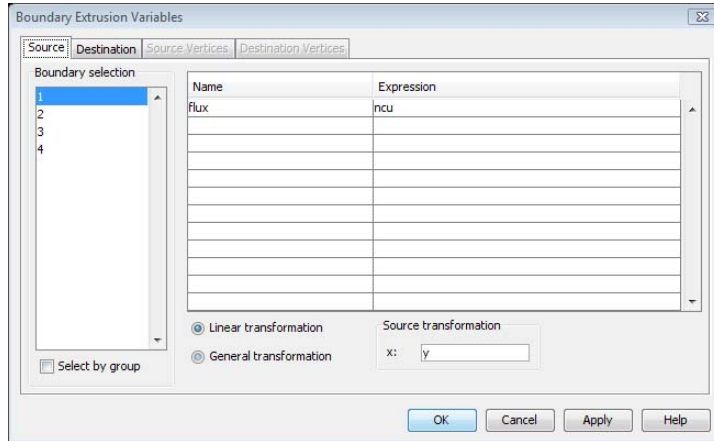 Boundary Extrusion Variables
Source Destination Source Vertices Destination Vertices
Boundary selection
1
2
3
4
Select by group
Name Expression
flux ncu
Linear transformation
General transformation
Source transformation
x: y
OK Cancel Apply Help